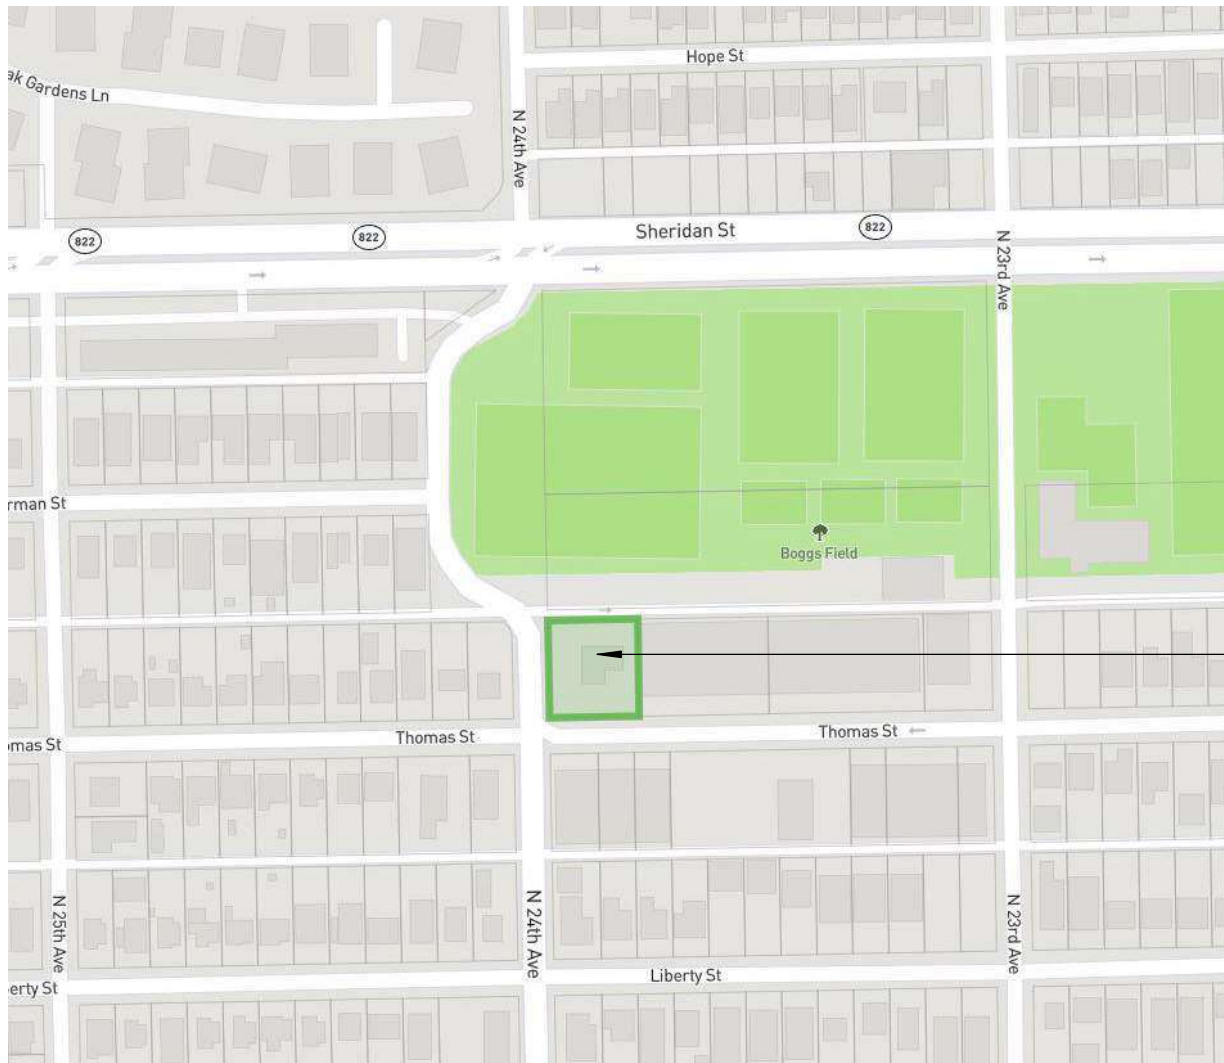 Hope St
ak Gardens Ln
N 24th Ave
822
822
822
Sheridan St
N 23rd Ave
rman St
Boggs Field
omas St
Thomas St
Thomas St
N 25th Ave
N 24th Ave
N 23rd Ave
erty St
Liberty St